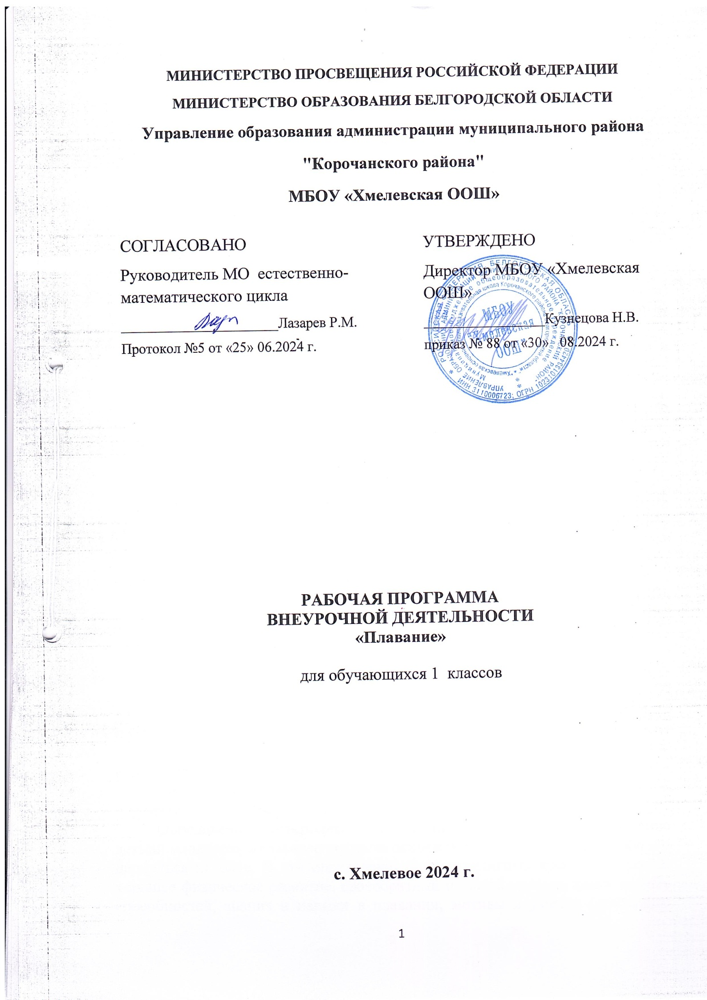 МИНИСТЕРСТВО ПРОСВЕЩЕНИЯ РОССИЙСКОЙ ФЕДЕРАЦИИ
МИНИСТЕРСТВО ОБРАЗОВАНИЯ БЕЛГОРОДСКОЙ ОБЛАСТИ
Управление образования администрации муниципального района
"Корочанского района"
МБОУ «Хмелевская ООШ»
СОГЛАСОВАНО
Руководитель МО естественно-
математического цикла
Лазарев Р.М.
Протокол №5 от «25» 06.2024 г.
УТВЕРЖДЕНО
Директор МБОУ «Хмелевская
ООШ»
Кузнецова Н.В.
приказ № 88 от «30» 08.2024 г.
МБОУ
"Хмелевская
ООШ"
ИНН 3110006723; ОГРН 1023101334420
РАБОЧАЯ ПРОГРАММА
ВНЕУРОЧНОЙ ДЕЯТЕЛЬНОСТИ
«Плавание»
для обучающихся 1 классов
с. Хмелевое 2024 г.
1